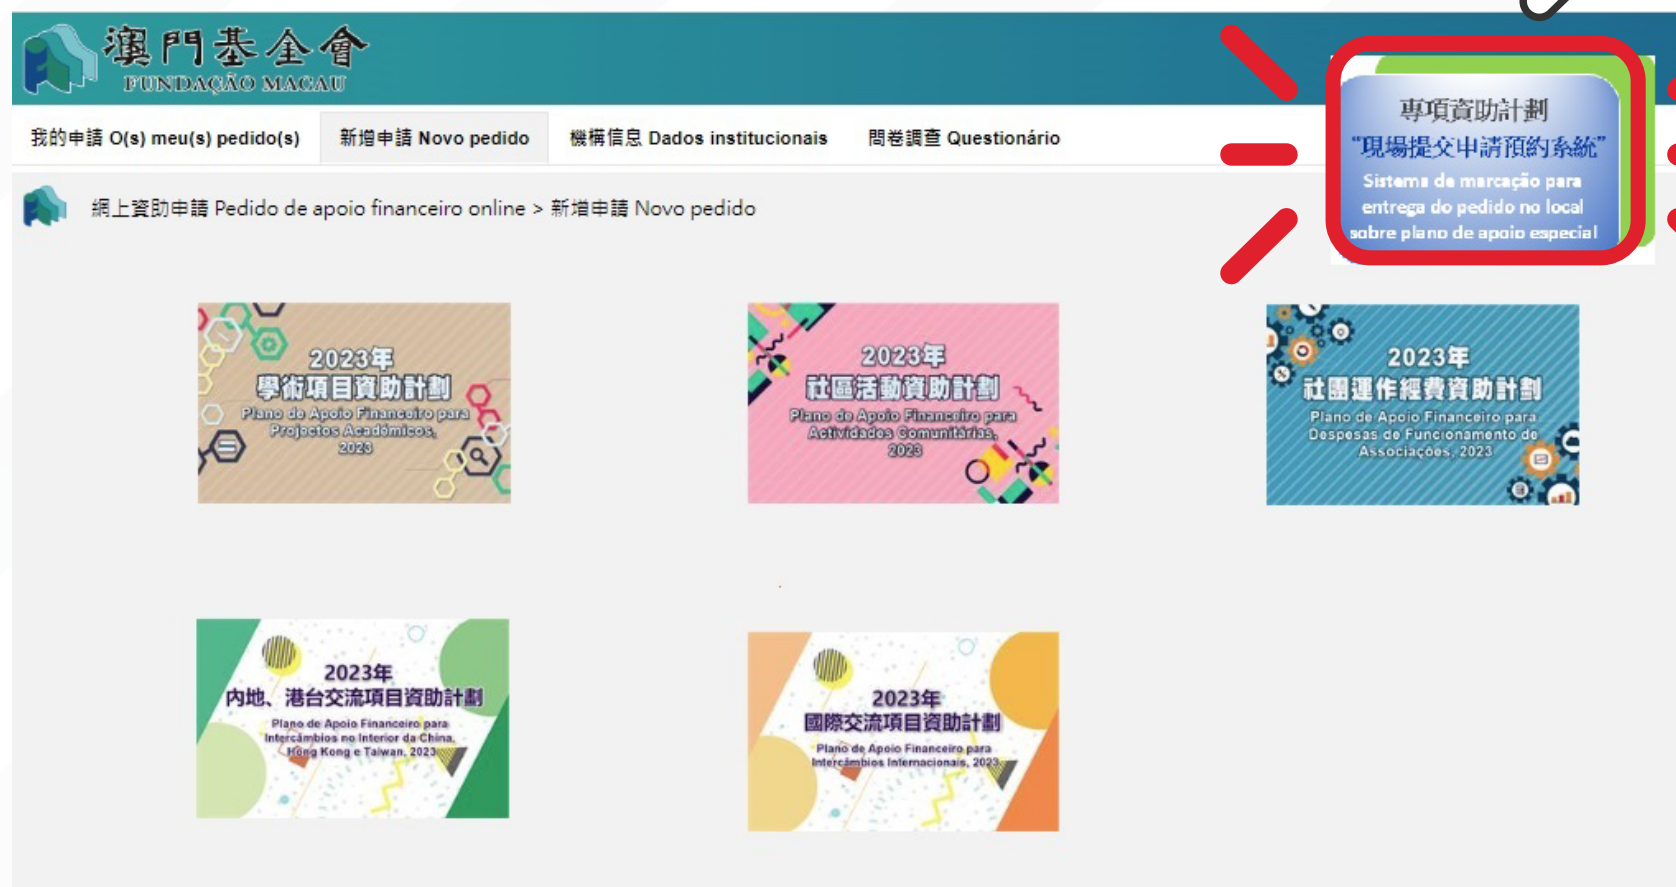 澳門基金會
FUNDAÇÃO MACAU
專項資助計劃
“現場提交申請預約系統”
Sistema de marcação para
entrega do pedido no local
sobre plano de apoio especial
我的申請 O(s) meu(s) pedido(s) 新增申請 Novo pedido 機構信息 Dados institucionais 問卷調查 Questionário
網上資助申請 Pedido de apoio financeiro online > 新增申請 Novo pedido
2023年
學術項目資助計劃
Plano de Apoio Financeiro para
Projectos Académicos,
2023
2023年
社區活動資助計劃
Plano de Apoio Financeiro para
Actividades Comunitárias,
2023
2023年
社團運作經費資助計劃
Plano de Apoio Financeiro para
Despesas de Funcionamento de
Associações, 2023
2023年
內地、港台交流項目資助計劃
Plano de Apoio Financeiro para
Intercâmbios no Interior da China,
Hong Kong e Taiwan, 2023
2023年
國際交流項目資助計劃
Plano de Apoio Financeiro para
Intercâmbios Internacionais, 2023